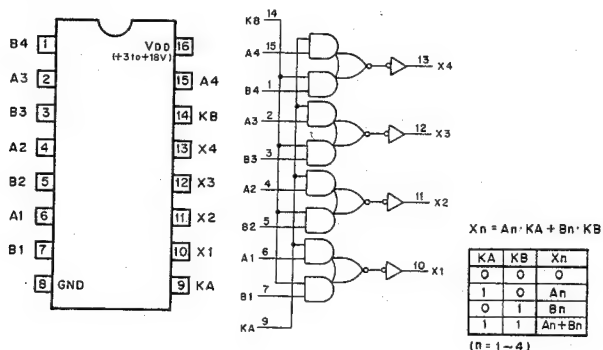 B4 1
A3 2
B3 3
A2 4
B2 5
A1 6
B1 7
8 GND
VDD 16
(+3to+18V)
15 A4
14 KB
13 X4
12 X3
11 X2
10 X1
9 KA
14
KB
15
A4
1
B4
2
A3
3
B3
4
A2
5
B2
6
A1
7
B1
9
KA
13 X4
12 X3
11 X2
10 X1
Xn = An·KA + Bn·KB
KA KB Xn
0 0 0
1 0 An
0 1 Bn
1 1 An+Bn
(n = 1~4)